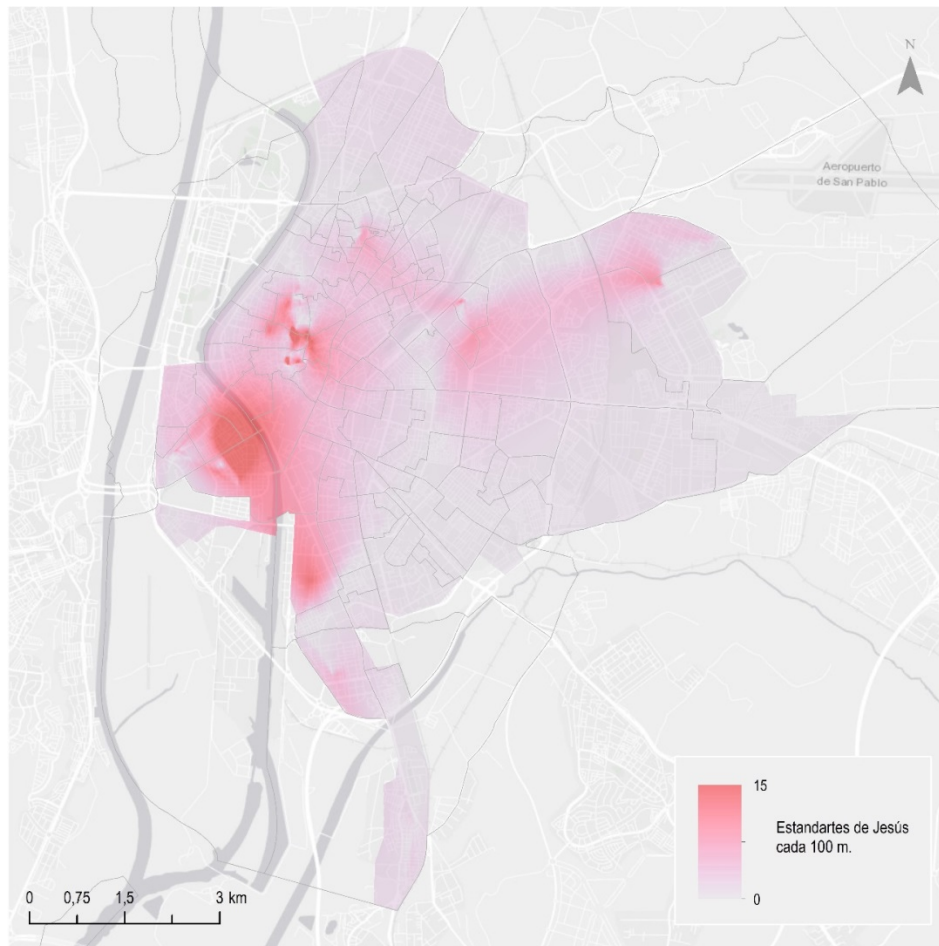 N
Aeropuerto
de San Pablo
15
Estandartes de Jesús
cada 100 m.
0
0 0,75 1,5 3 km